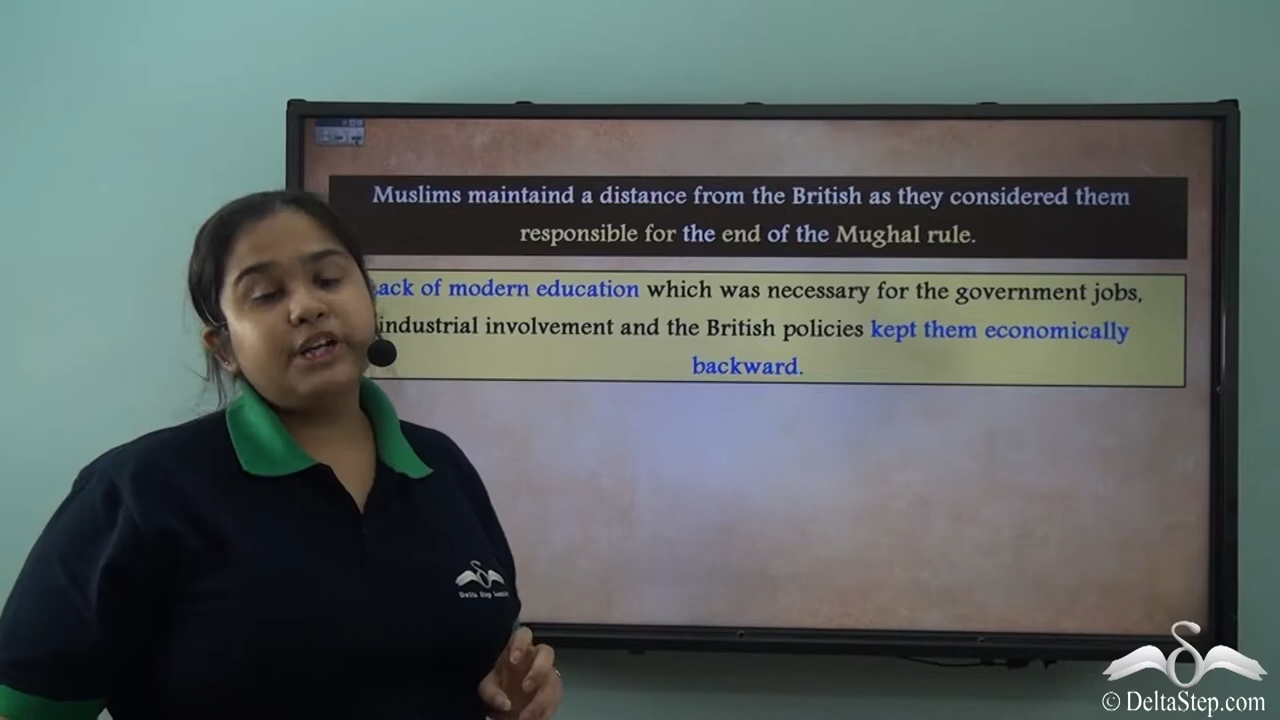 Muslims maintaind a distance from the British as they considered them
responsible for the end of the Mughal rule.
ack of modern education which was necessary for the government jobs,
industrial involvement and the British policies kept them economically
backward.
Delta Step
© DeltaStep.com